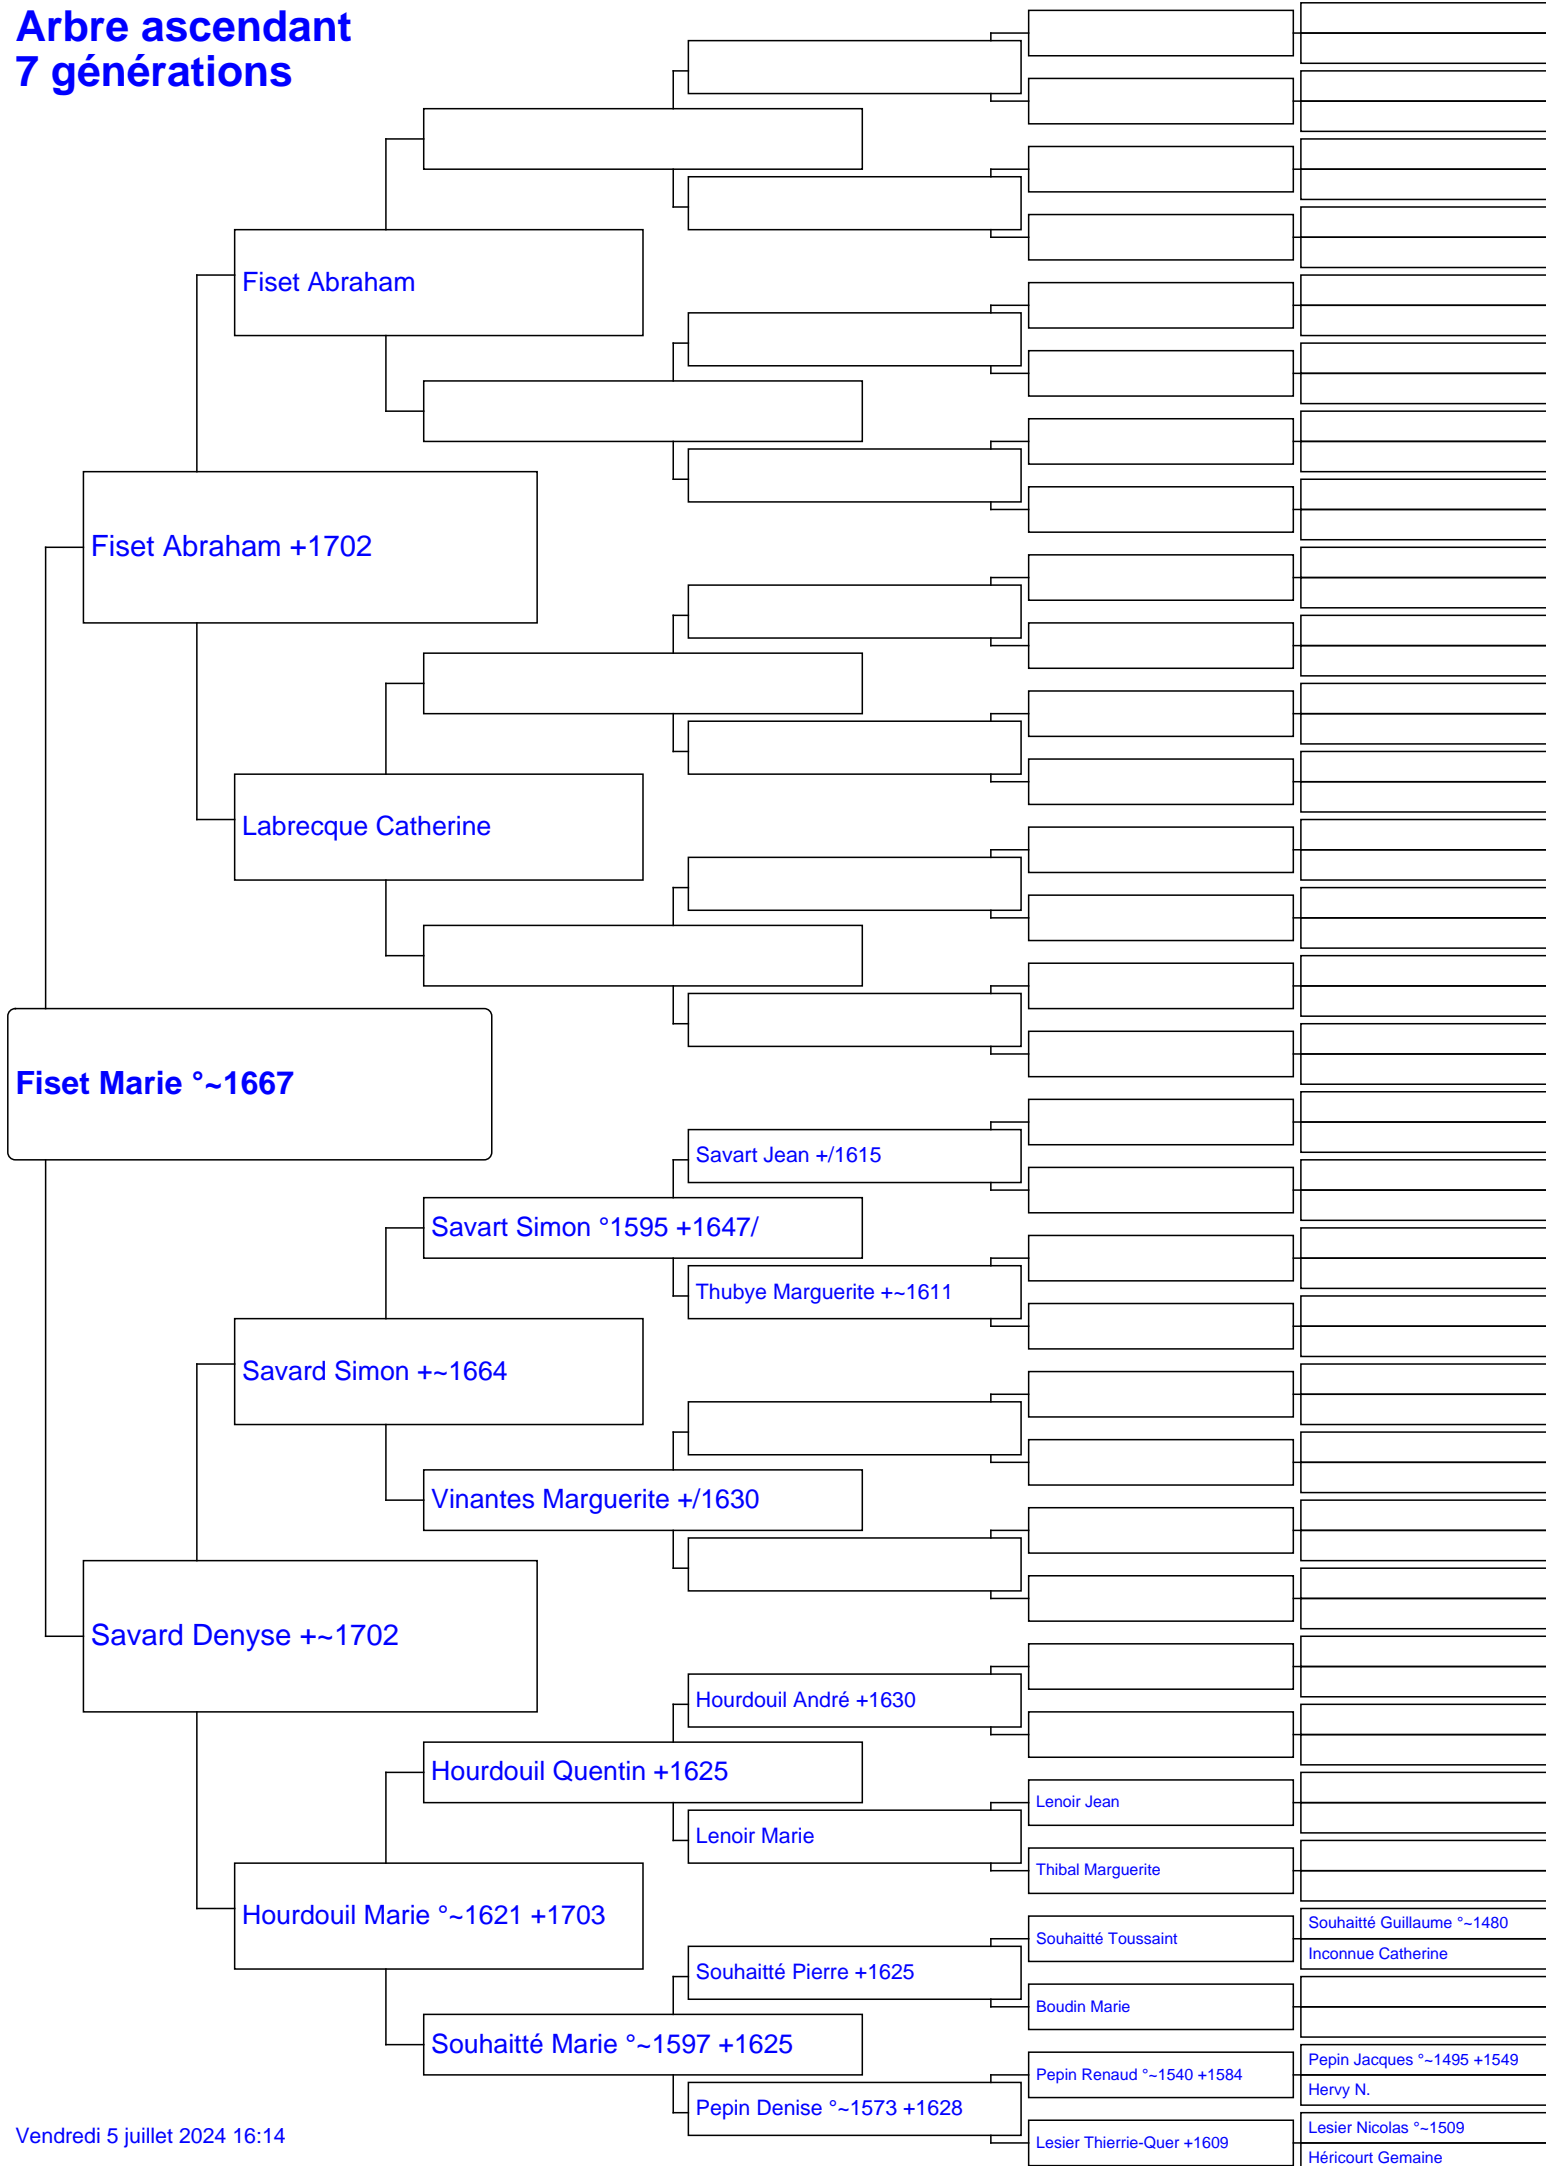 Arbre ascendant
7 générations
Fiset Abraham
Fiset Abraham +1702
Labrecque Catherine
Fiset Marie °~1667
Savart Jean +/1615
Savart Simon °1595 +1647/
Thubye Marguerite +~1611
Savard Simon +~1664
Vinantes Marguerite +/1630
Savard Denyse +~1702
Hourdouil André +1630
Hourdouil Quentin +1625
Lenoir Jean
Lenoir Marie
Thibal Marguerite
Hourdouil Marie °~1621 +1703
Souhaitté Guillaume °~1480
Souhaitté Toussaint
Inconnue Catherine
Souhaitté Pierre +1625
Boudin Marie
Souhaitté Marie °~1597 +1625
Pepin Jacques °~1495 +1549
Pepin Renaud °~1540 +1584
Hervy N.
Pepin Denise °~1573 +1628
Lesier Nicolas °~1509
Lesier Thierrie-Quer +1609
Héricourt Gemaine
Vendredi 5 juillet 2024 16:14